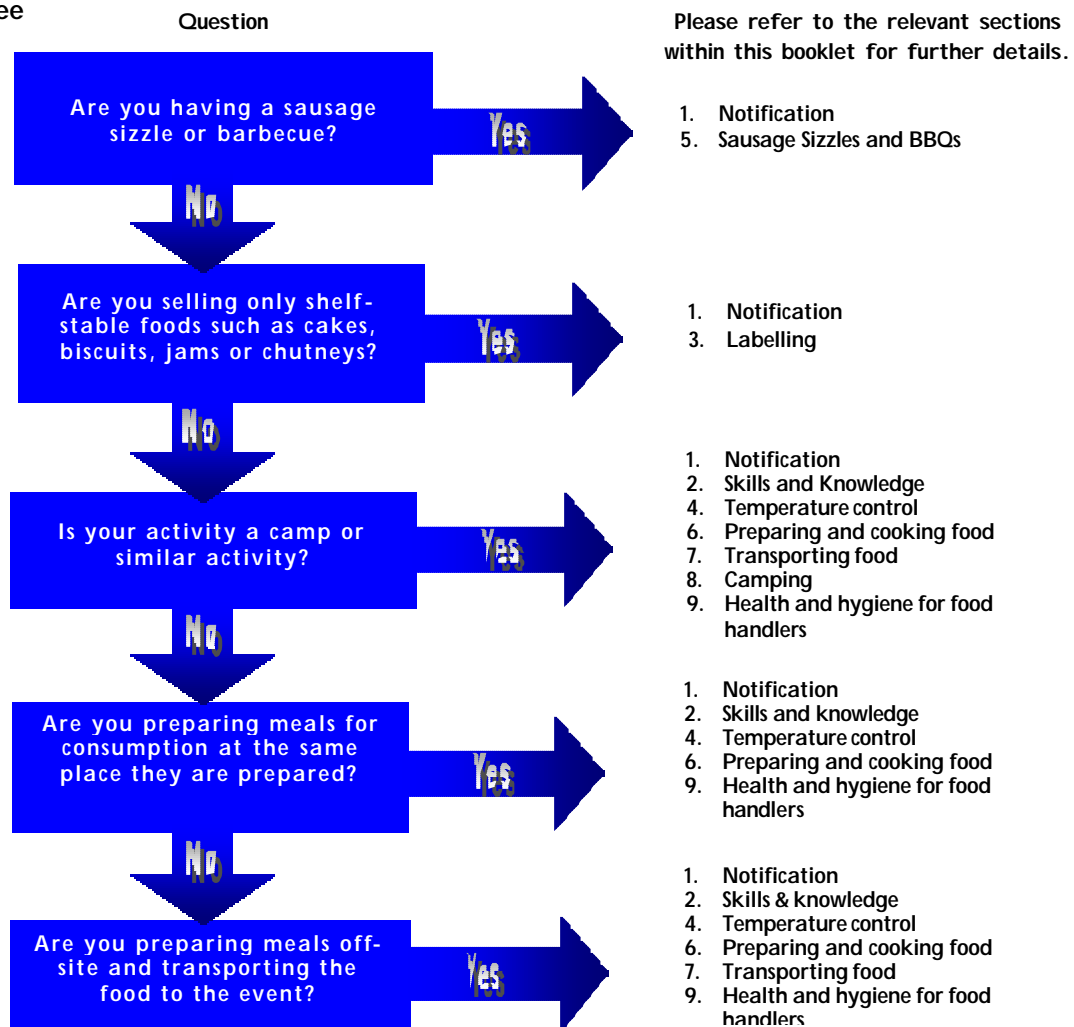 ee
Question
Please refer to the relevant sections
within this booklet for further details.
Are you having a sausage
sizzle or barbecue?
Yes
1. Notification
5. Sausage Sizzles and BBQs
No
Are you selling only shelf-
stable foods such as cakes,
biscuits, jams or chutneys?
Yes
1. Notification
3. Labelling
No
Is your activity a camp or
similar activity?
Yes
1. Notification
2. Skills and Knowledge
4. Temperature control
6. Preparing and cooking food
7. Transporting food
8. Camping
9. Health and hygiene for food
handlers
No
Are you preparing meals for
consumption at the same
place they are prepared?
Yes
1. Notification
2. Skills and knowledge
4. Temperature control
6. Preparing and cooking food
9. Health and hygiene for food
handlers
No
Are you preparing meals off-
site and transporting the
food to the event?
Yes
1. Notification
2. Skills & knowledge
4. Temperature control
6. Preparing and cooking food
7. Transporting food
9. Health and hygiene for food
handlers